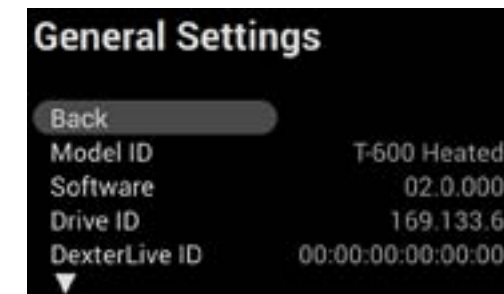 General Settings
Back
Model ID T-600 Heated
Software 02.0.000
Drive ID 169.133.6
DexterLive ID 00:00:00:00:00:00